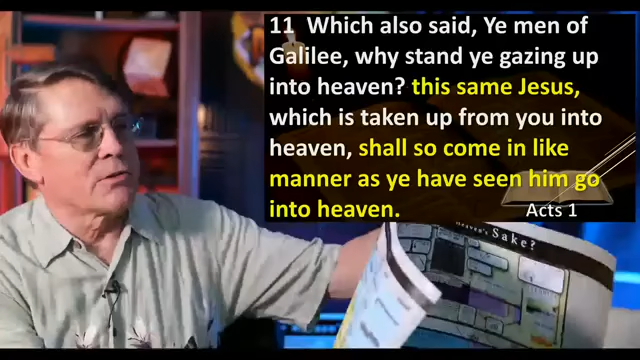 11 Which also said, Ye men of
Galilee, why stand ye gazing up
into heaven? this same Jesus,
which is taken up from you into
heaven, shall so come in like
manner as ye have seen him go
into heaven.
Acts 1
Heaven's Sake?